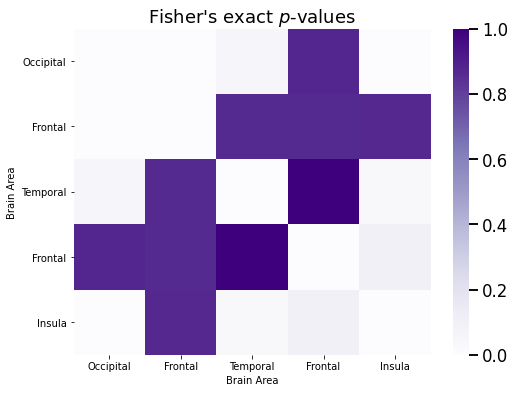 Fisher's exact p-values
Occipital
Frontal
Temporal
Frontal
Insula
Brain Area
Occipital Frontal Temporal Frontal Insula
Brain Area
1.0
0.8
0.6
0.4
0.2
0.0